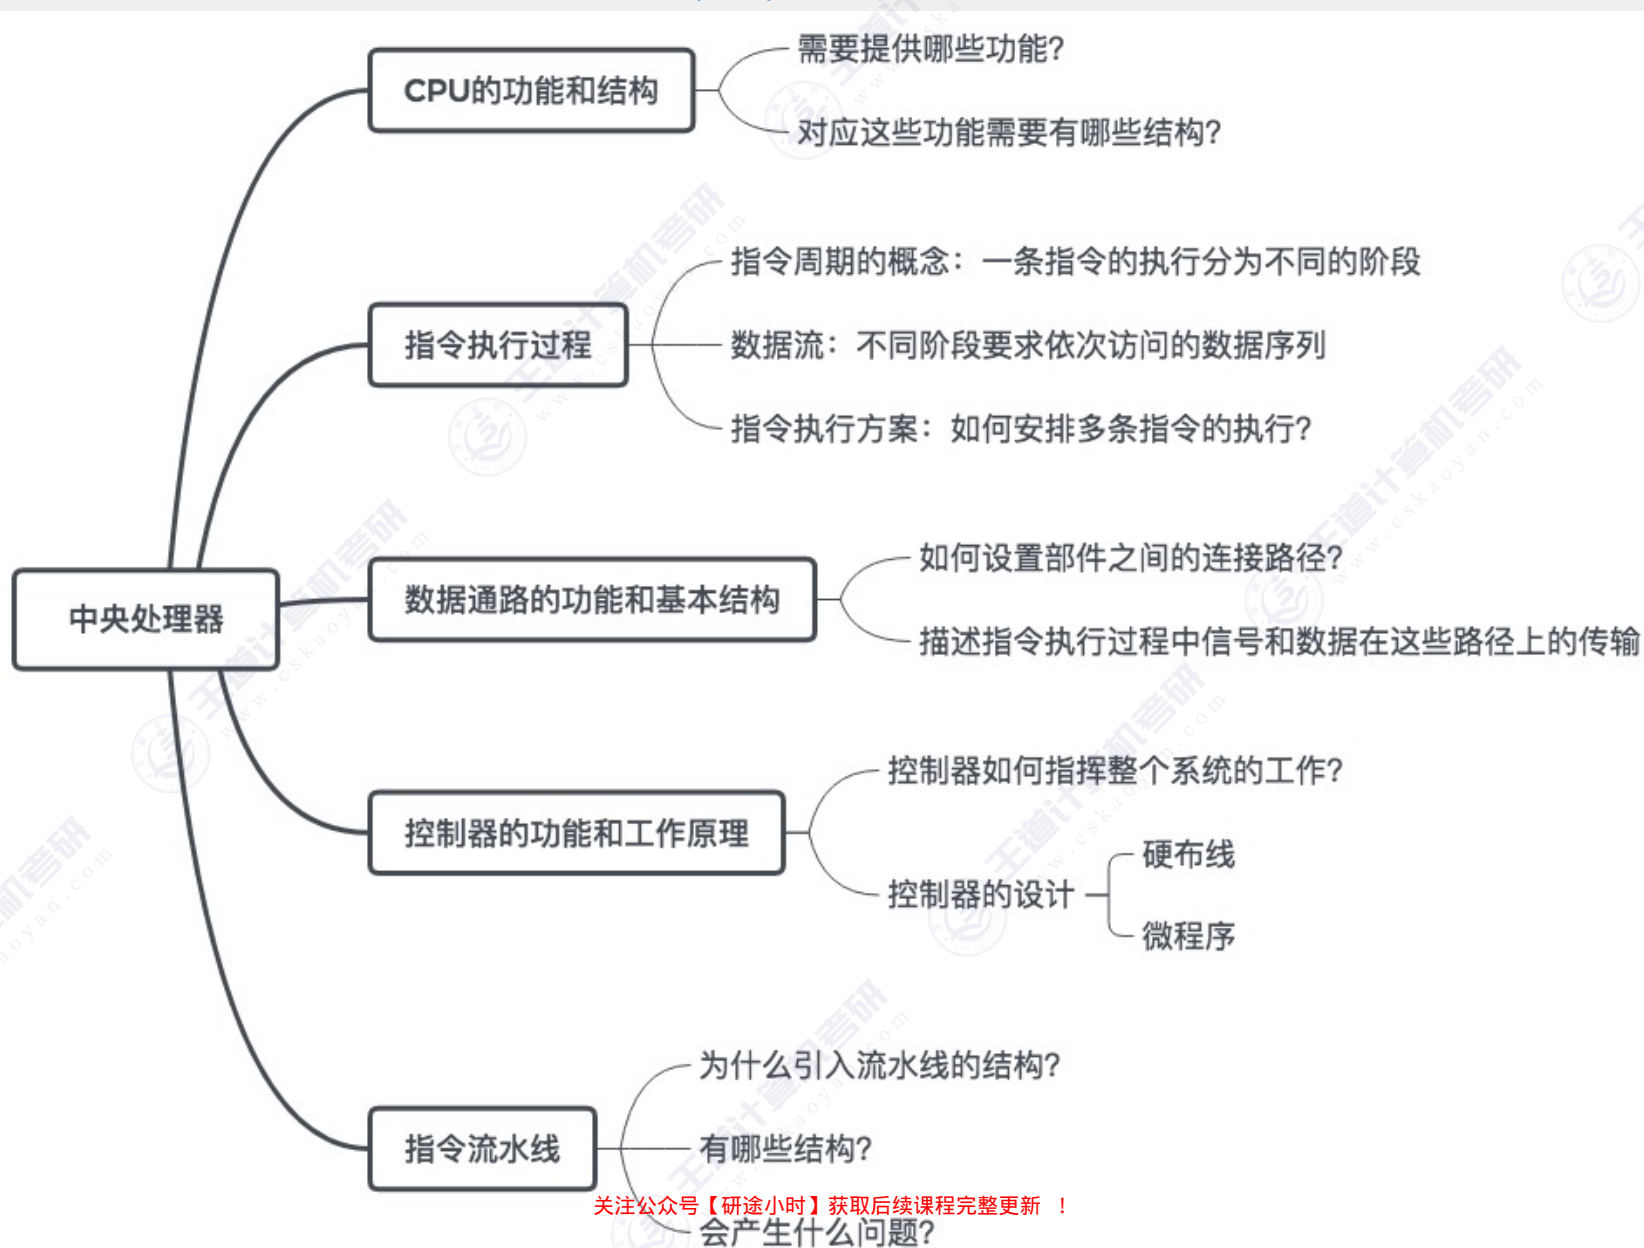 CPU的功能和结构
需要提供哪些功能?
对应这些功能需要有哪些结构?
指令执行过程
指令周期的概念：一条指令的执行分为不同的阶段
数据流：不同阶段要求依次访问的数据序列
指令执行方案：如何安排多条指令的执行?
中央处理器
数据通路的功能和基本结构
如何设置部件之间的连接路径?
描述指令执行过程中信号和数据在这些路径上的传输
控制器的功能和工作原理
控制器如何指挥整个系统的工作?
控制器的设计
硬布线
微程序
指令流水线
为什么引入流水线的结构?
有哪些结构?
会产生什么问题?
关注公众号【研途小时】获取后续课程完整更新 ！
王道计算机考研
www.cskaoyan.com